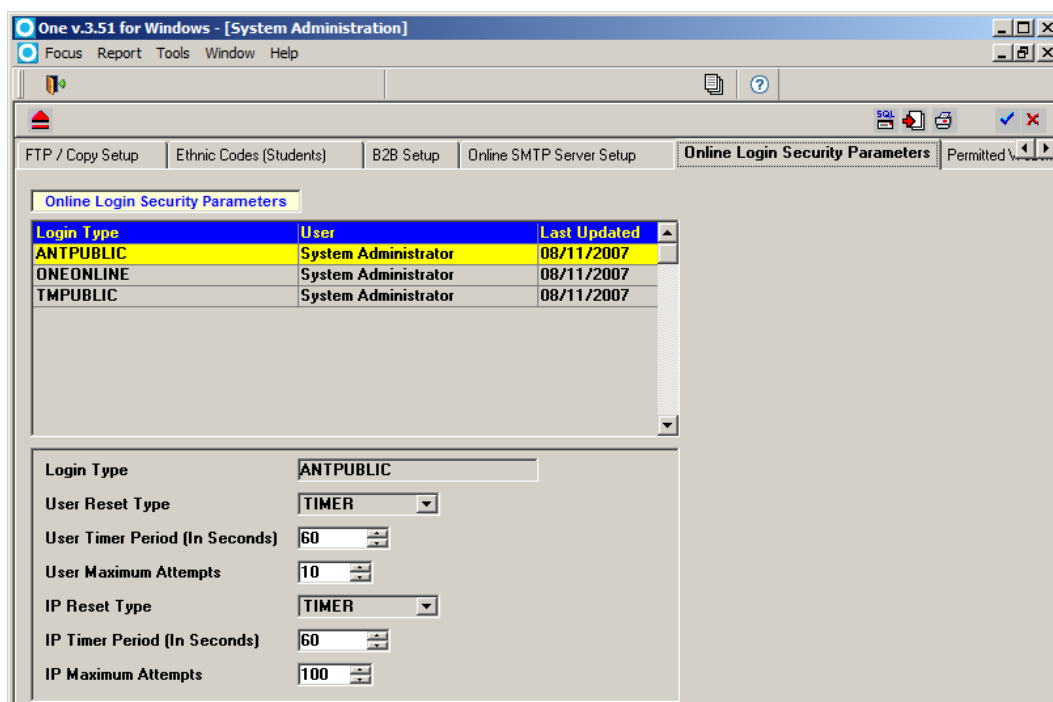 One v.3.51 for Windows - [System Administration]
Focus Report Tools Window Help
SQL
FTP / Copy Setup Ethnic Codes (Students) B2B Setup Online SMTP Server Setup Online Login Security Parameters Permitted
Online Login Security Parameters
Login Type User Last Updated
ANTPUBLIC System Administrator 08/11/2007
ONEONLINE System Administrator 08/11/2007
TMPUBLIC System Administrator 08/11/2007
Login Type ANTPUBLIC
User Reset Type TIMER
User Timer Period (In Seconds) 60
User Maximum Attempts 10
IP Reset Type TIMER
IP Timer Period (In Seconds) 60
IP Maximum Attempts 100